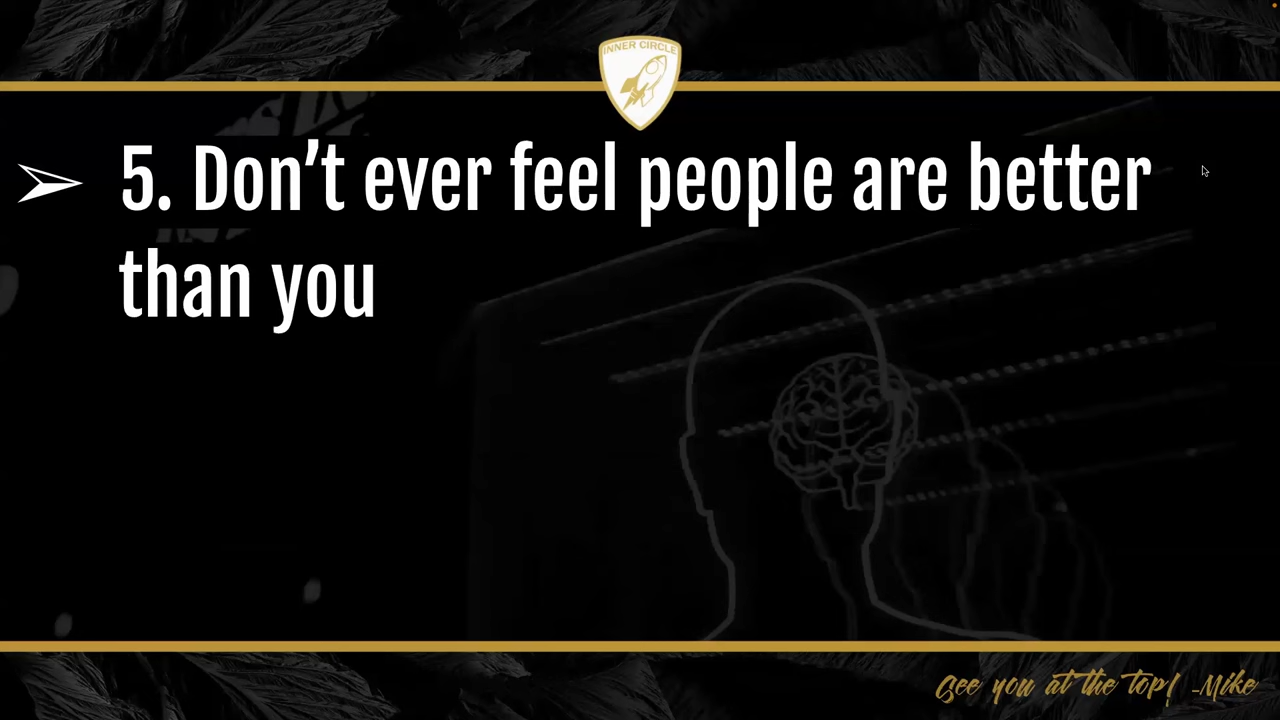 INNER CIRCLE
5. Don’t ever feel people are better
than you
See you at the top! -Mike